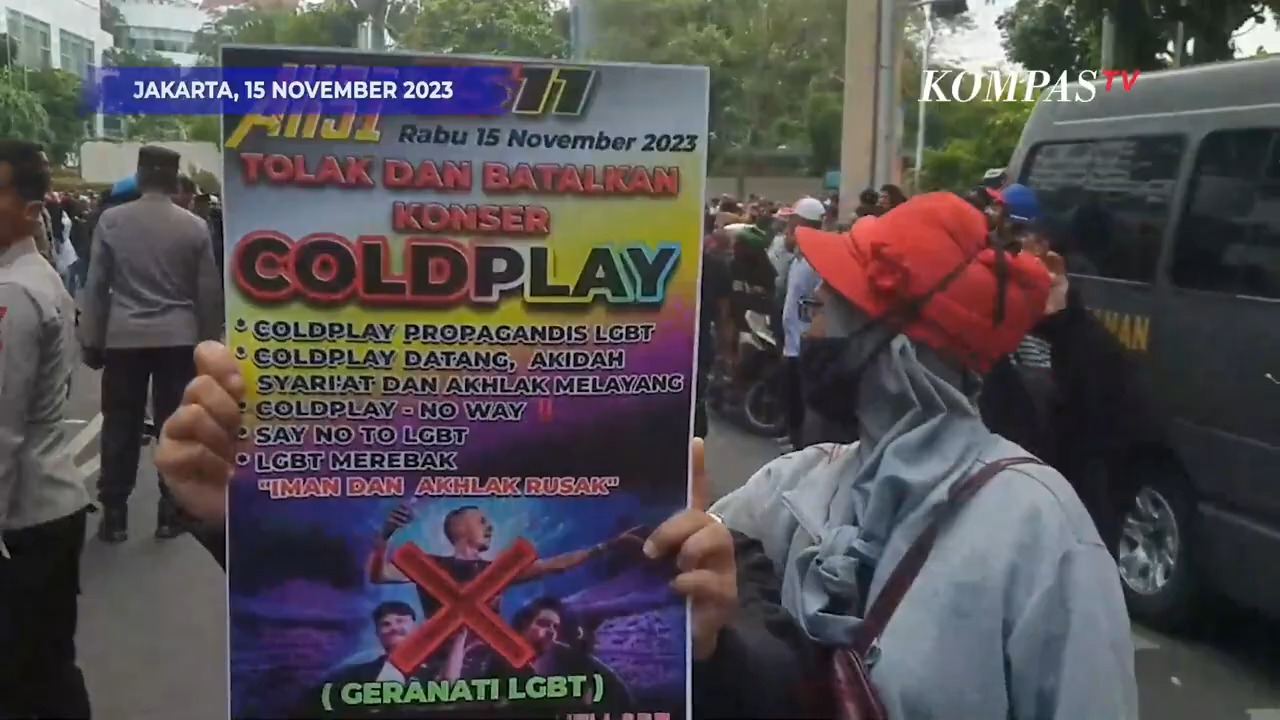 JAKARTA, 15 NOVEMBER 2023
KOMPASTV
Rabu 15 November 2023
TOLAK DAN BATALKAN
KONSER
COLDPLAY
* COLDPLAY PROPAGANDIS LGBT
* COLDPLAY DATANG, AKIDAH
SYARI'AT DAN AKHLAK MELAYANG
* COLDPLAY - NO WAY !!
* SAY NO TO LGBT
* LGBT MEREBAK
"IMAN DAN AKHLAK RUSAK"
( GERANATI LGBT )